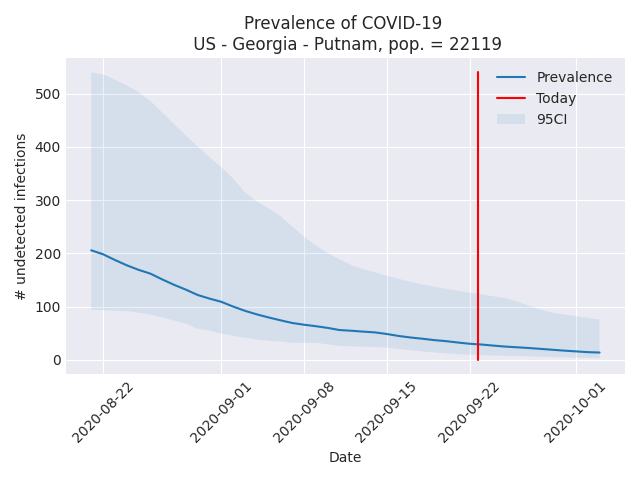 Prevalence of COVID-19
US - Georgia - Putnam, pop. = 22119
Prevalence
Today
95CI
# undetected infections
500
400
300
200
100
0
2020-08-22
2020-09-01
2020-09-08
2020-09-15
2020-09-22
2020-10-01
Date